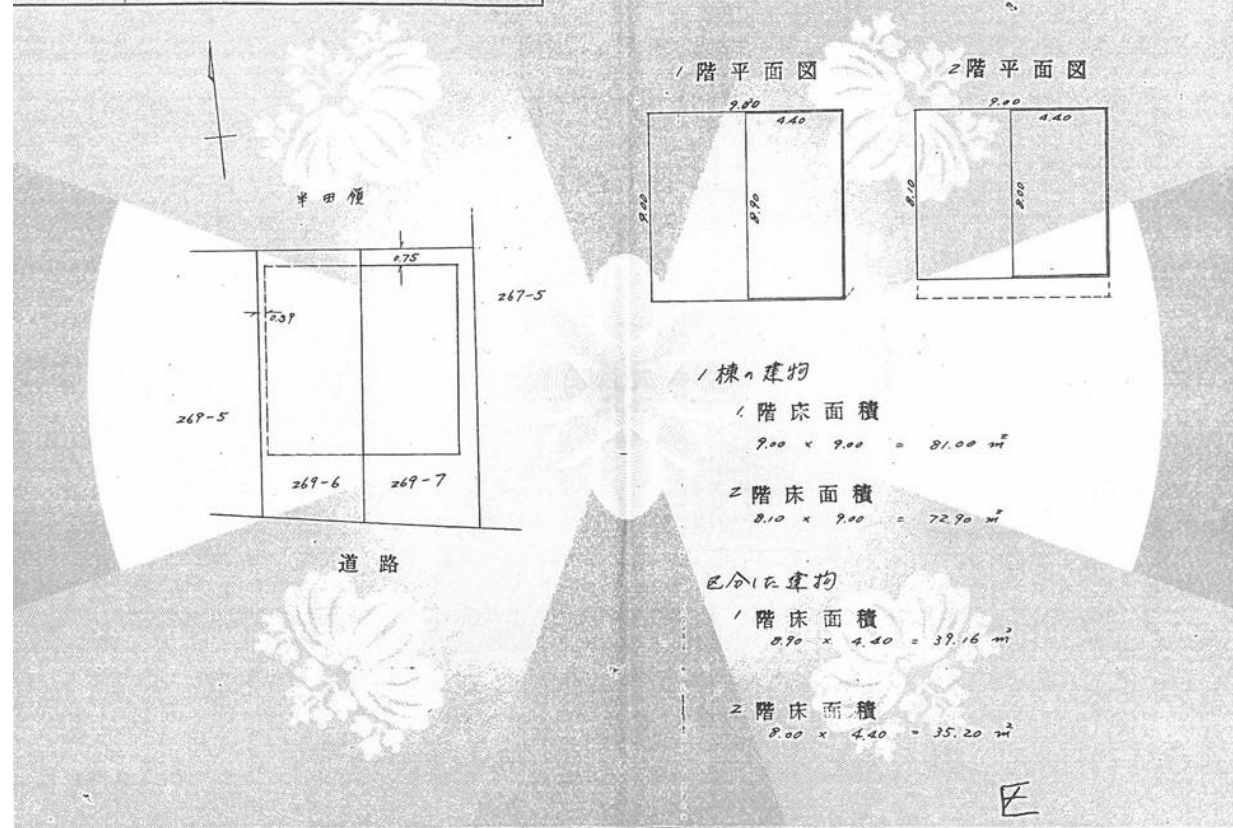 1階平面図
9.00
4.40
9.00
8.90
2階平面図
9.00
4.40
8.10
8.00
半田領
0.75
0.39
267-5
269-5
269-6
269-7
道路
1棟の建物
1階床面積
9.00 × 9.00 = 81.00 m²
2階床面積
8.10 × 9.00 = 72.90 m²
区分した建物
1階床面積
8.90 × 4.40 = 39.16 m²
2階床面積
8.00 × 4.40 = 35.20 m²